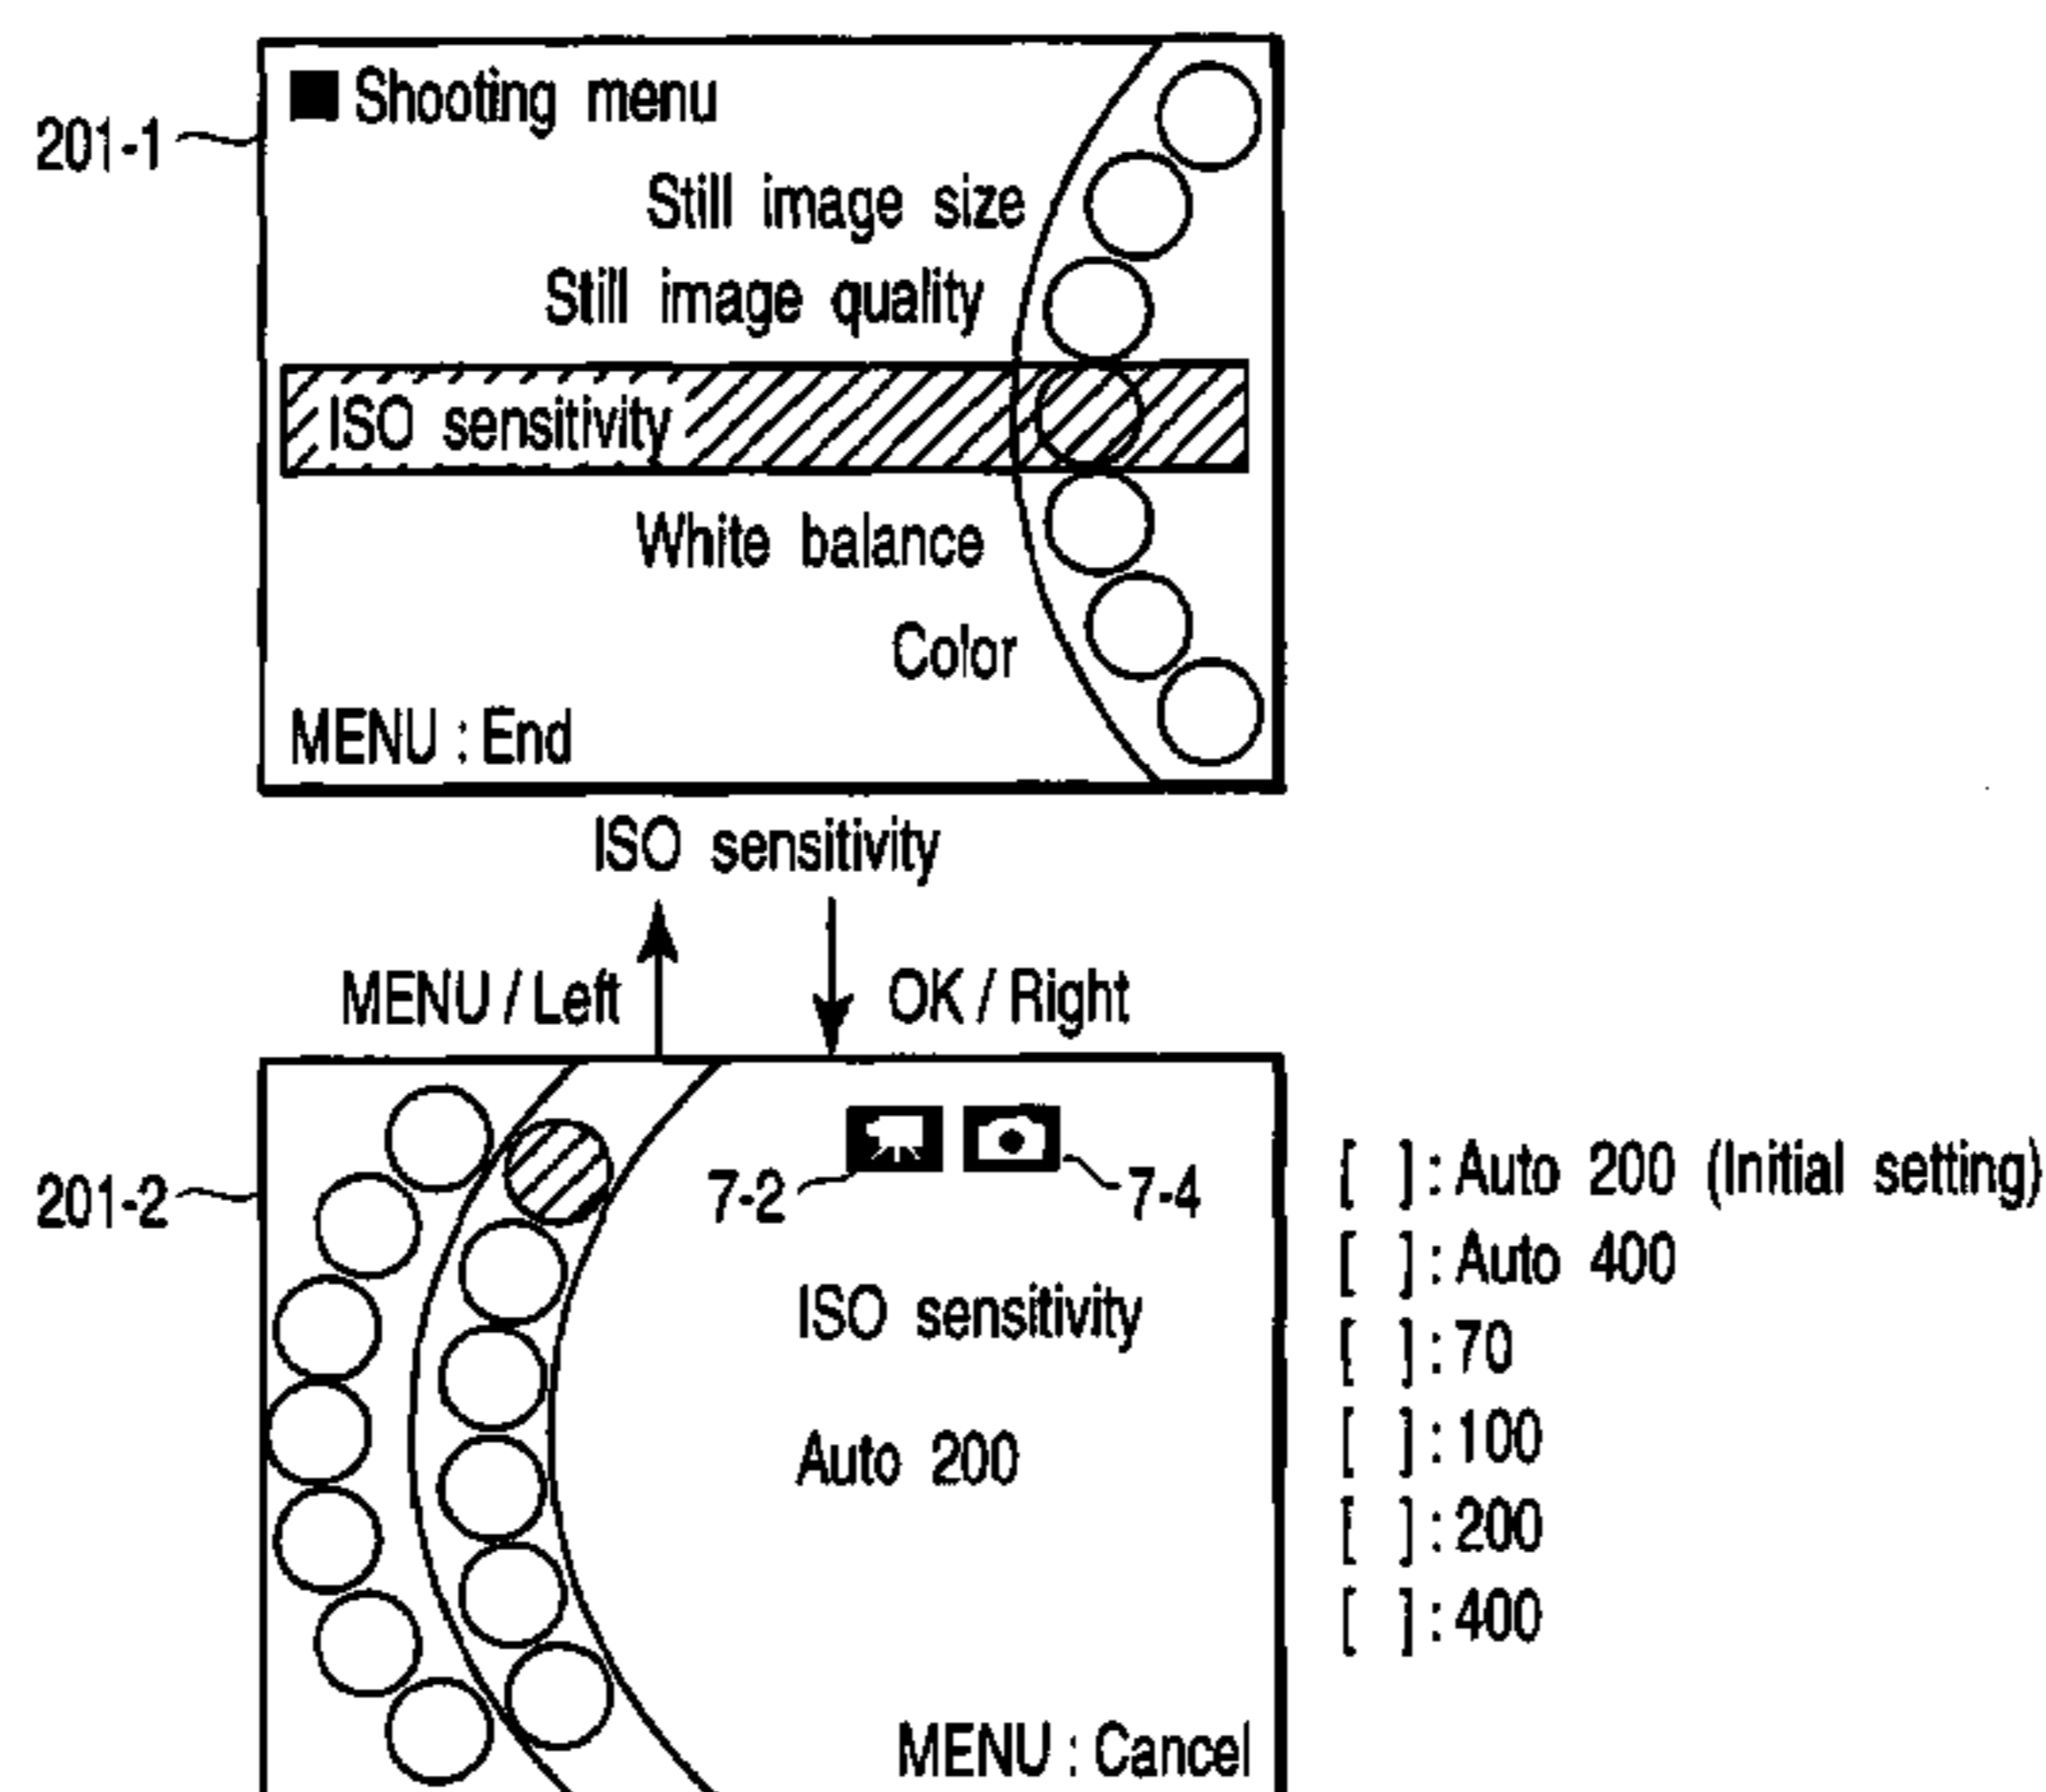 Shooting menu
201-1
Still image size
Still image quality
ISO sensitivity
White balance
Color
MENU : End
ISO sensitivity
MENU / Left
OK / Right
201-2
7-2
7-4
ISO sensitivity
Auto 200
MENU : Cancel
[ ] : Auto 200 (Initial setting)
[ ] : Auto 400
[ ] : 70
[ ] : 100
[ ] : 200
[ ] : 400